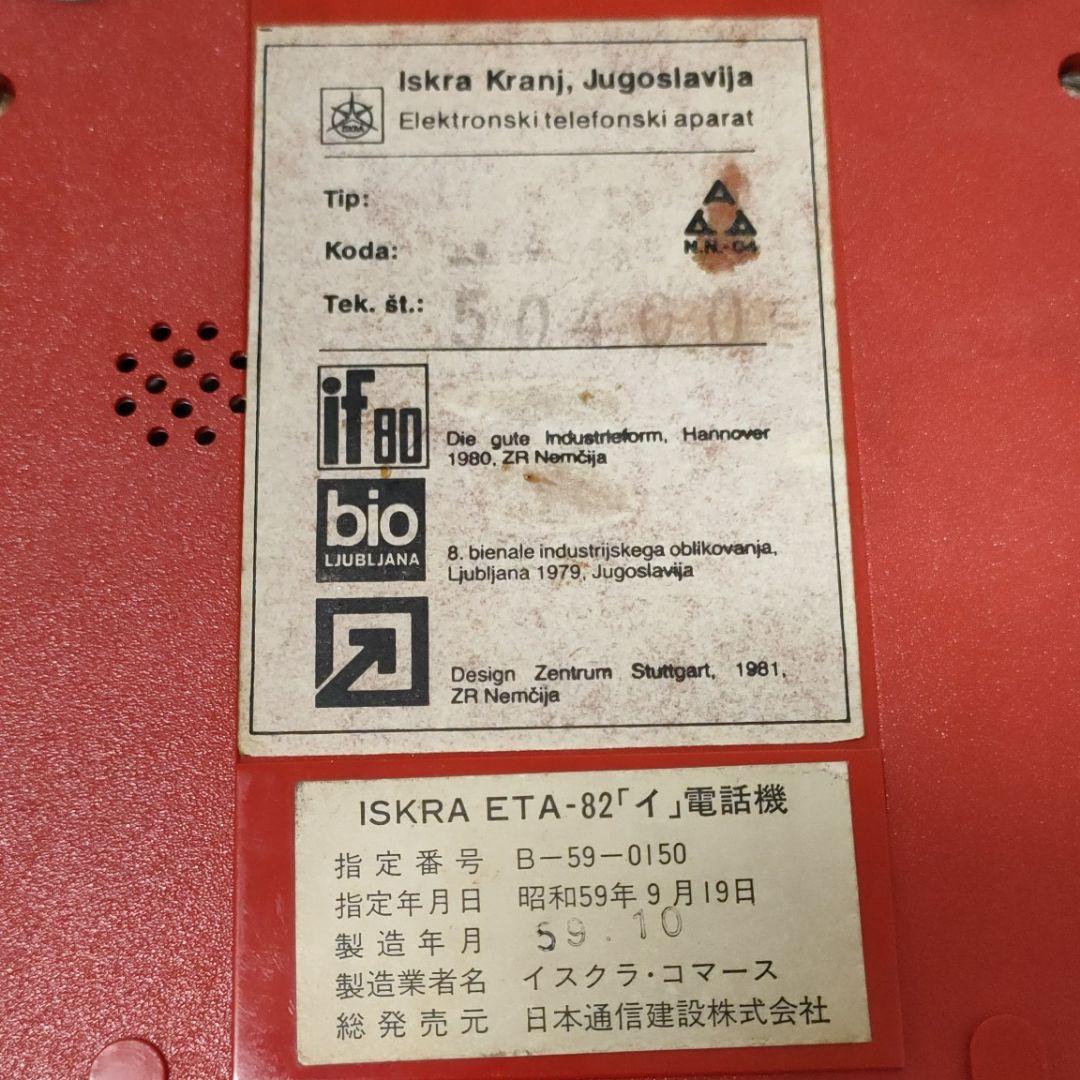 Iskra Kranj, Jugoslavija
ISKRA
Elektronski telefonski aparat
Tip:
Koda:
Tek. št.:
N.N.-04
if 80
Die gute Industrieform, Hannover
1980, ZR Nemčija
bio
LJUBLJANA
8. bienale industrijskega oblikovanja,
Ljubljana 1979, Jugoslavija
Design Zentrum Stuttgart, 1981,
ZR Nemčija
ISKRA ETA-82「イ」電話機
指定番号 B-59-0150
指定年月日 昭和59年9月19日
製造年月 59.10
製造業者名 イスクラ・コマース
総発売元 日本通信建設株式会社